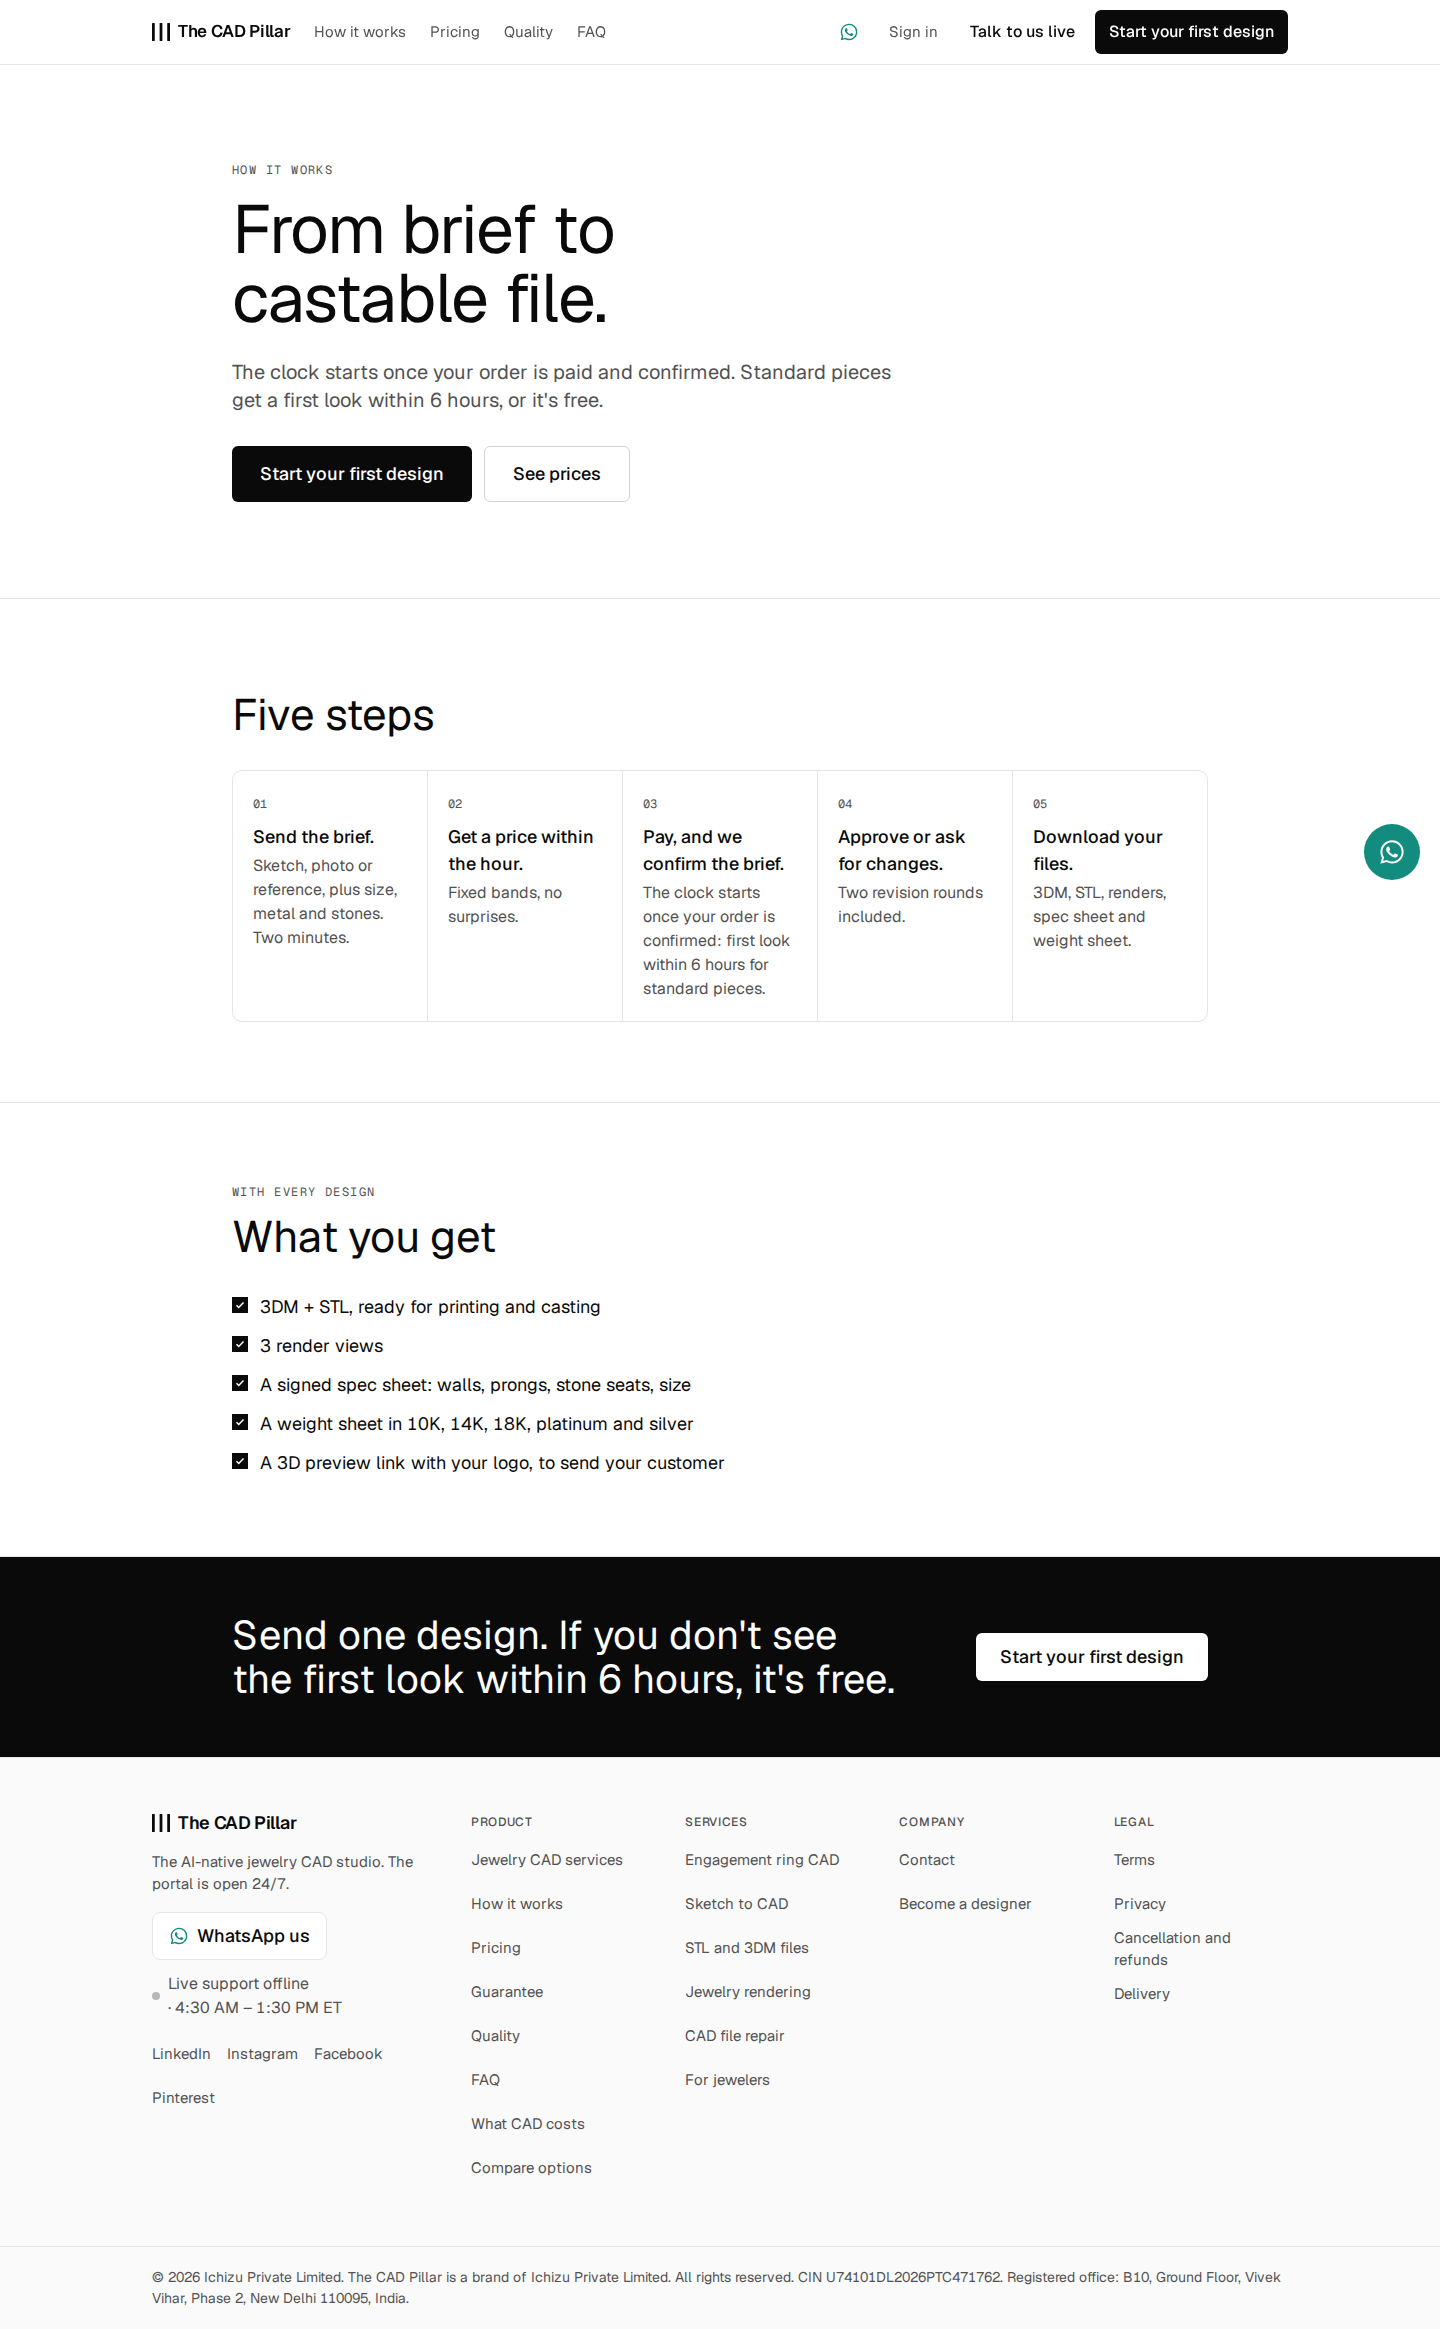 The CAD Pillar How it works Pricing Quality FAQ Sign in Talk to us live Start your first design
HOW IT WORKS
From brief to
castable file.
The clock starts once your order is paid and confirmed. Standard pieces
get a first look within 6 hours, or it's free.
Start your first design See prices
Five steps
01
Send the brief.
Sketch, photo or
reference, plus size,
metal and stones.
Two minutes.
02
Get a price within
the hour.
Fixed bands, no
surprises.
03
Pay, and we
confirm the brief.
The clock starts
once your order is
confirmed: first look
within 6 hours for
standard pieces.
04
Approve or ask
for changes.
Two revision rounds
included.
05
Download your
files.
3DM, STL, renders,
spec sheet and
weight sheet.
WITH EVERY DESIGN
What you get
3DM + STL, ready for printing and casting
3 render views
A signed spec sheet: walls, prongs, stone seats, size
A weight sheet in 10K, 14K, 18K, platinum and silver
A 3D preview link with your logo, to send your customer
Send one design. If you don't see
the first look within 6 hours, it's free.
Start your first design
The CAD Pillar
The AI-native jewelry CAD studio. The
portal is open 24/7.
WhatsApp us
Live support offline
· 4:30 AM – 1:30 PM ET
LinkedIn Instagram Facebook
Pinterest
PRODUCT
Jewelry CAD services
How it works
Pricing
Guarantee
Quality
FAQ
What CAD costs
Compare options
SERVICES
Engagement ring CAD
Sketch to CAD
STL and 3DM files
Jewelry rendering
CAD file repair
For jewelers
COMPANY
Contact
Become a designer
LEGAL
Terms
Privacy
Cancellation and
refunds
Delivery
© 2026 Ichizu Private Limited. The CAD Pillar is a brand of Ichizu Private Limited. All rights reserved. CIN U74101DL2026PTC471762. Registered office: B10, Ground Floor, Vivek
Vihar, Phase 2, New Delhi 110095, India.